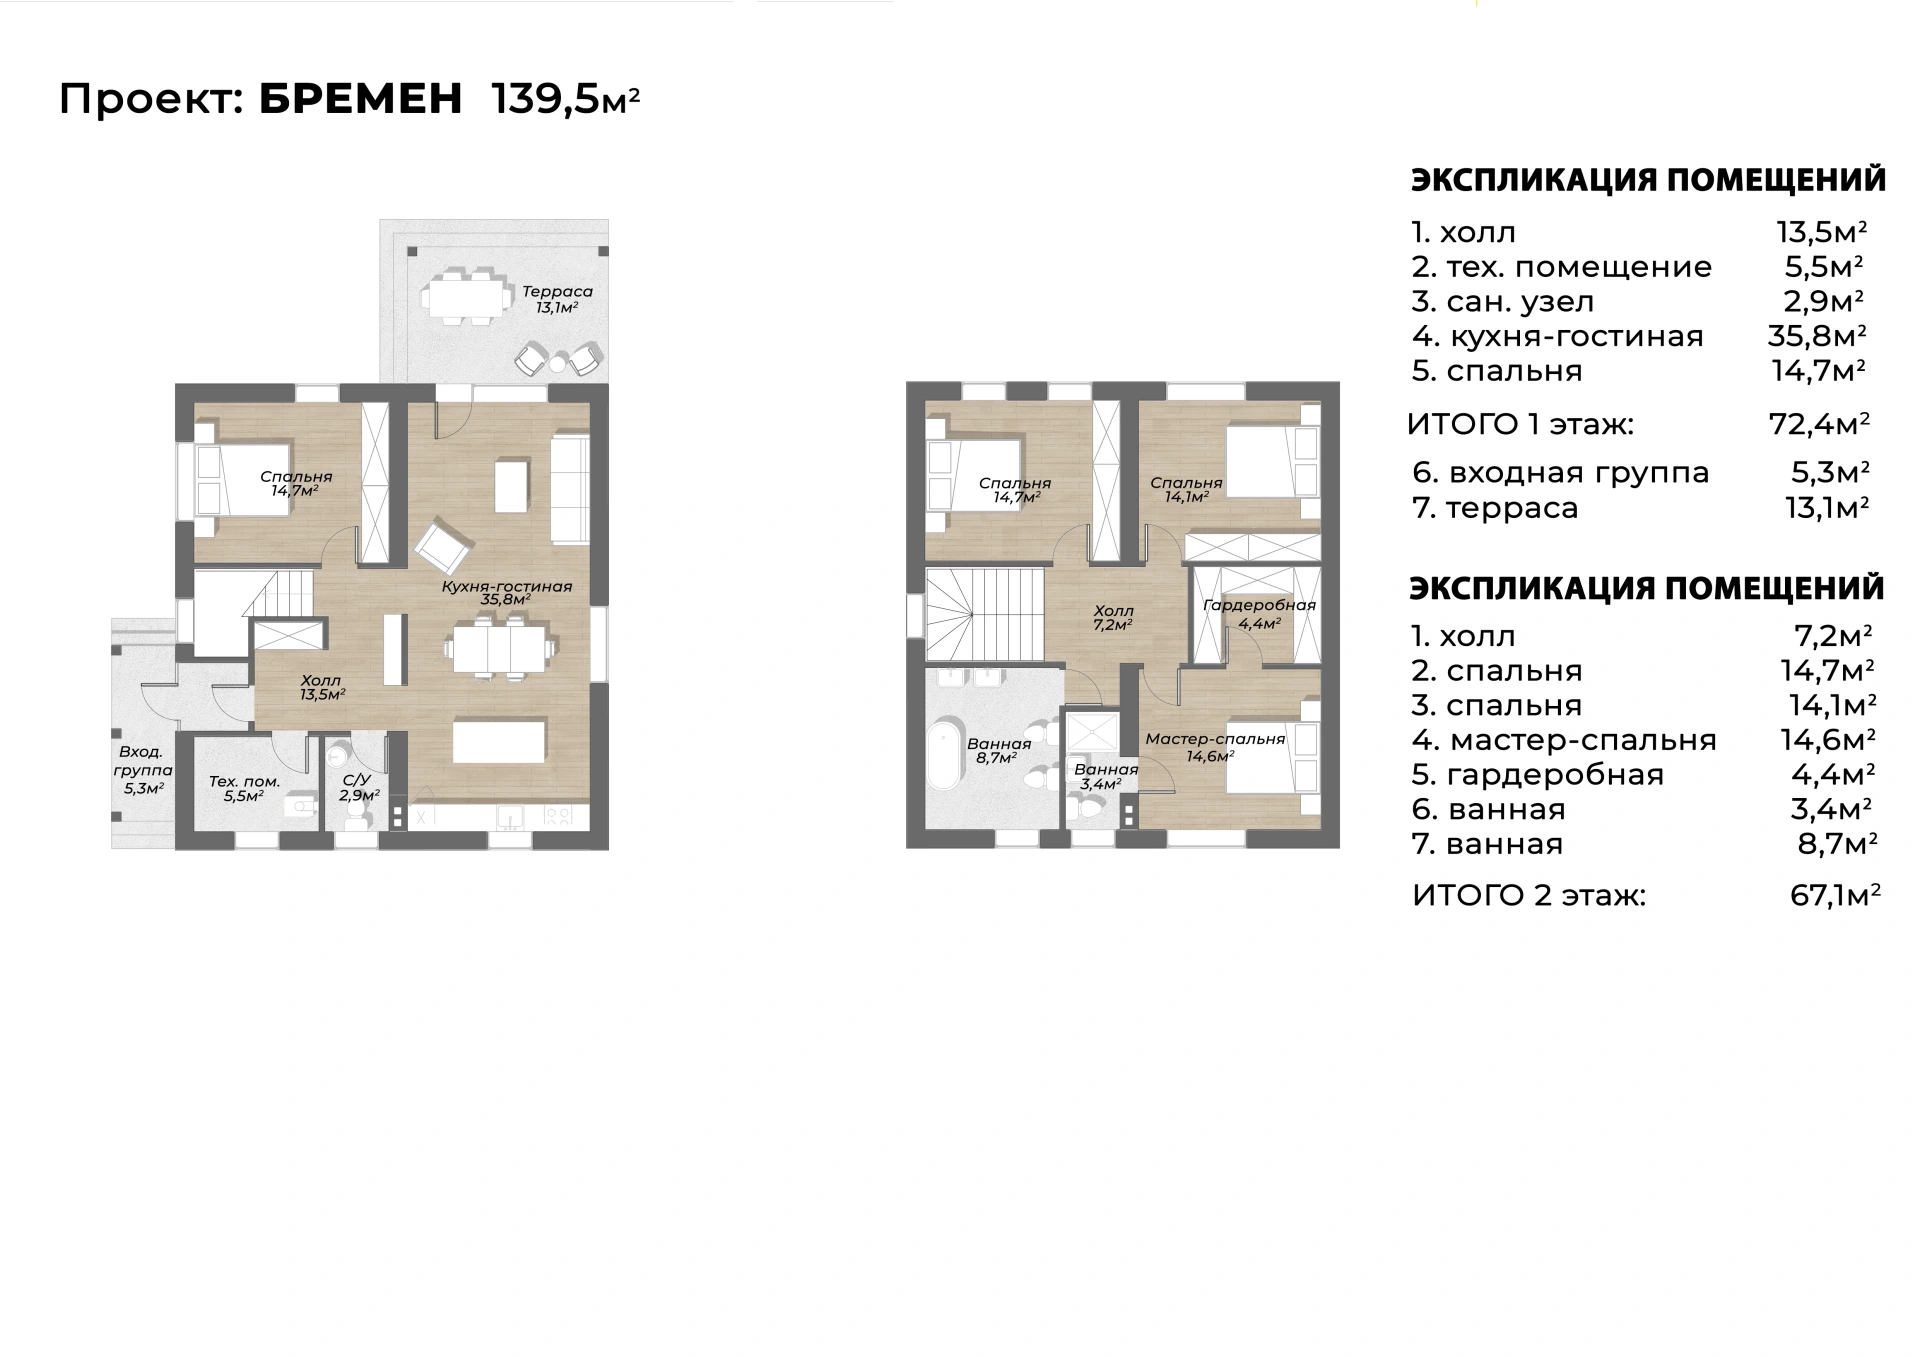 Проект: БРЕМЕН 139,5м²
Терраса
13,1м²
Спальня
14,7м²
Кухня-гостиная
35,8м²
Холл
13,5м²
Вход.
группа
5,3м²
Тех. пом.
5,5м²
С/У
2,9м²
Спальня
14,7м²
Спальня
14,1м²
Холл
7,2м²
Гардеробная
4,4м²
Ванная
8,7м²
Ванная
3,4м²
Мастер-спальня
14,6м²
ЭКСПЛИКАЦИЯ ПОМЕЩЕНИЙ
1. холл 13,5м²
2. тех. помещение 5,5м²
3. сан. узел 2,9м²
4. кухня-гостиная 35,8м²
5. спальня 14,7м²
ИТОГО 1 этаж: 72,4м²
6. входная группа 5,3м²
7. терраса 13,1м²
ЭКСПЛИКАЦИЯ ПОМЕЩЕНИЙ
1. холл 7,2м²
2. спальня 14,7м²
3. спальня 14,1м²
4. мастер-спальня 14,6м²
5. гардеробная 4,4м²
6. ванная 3,4м²
7. ванная 8,7м²
ИТОГО 2 этаж: 67,1м²